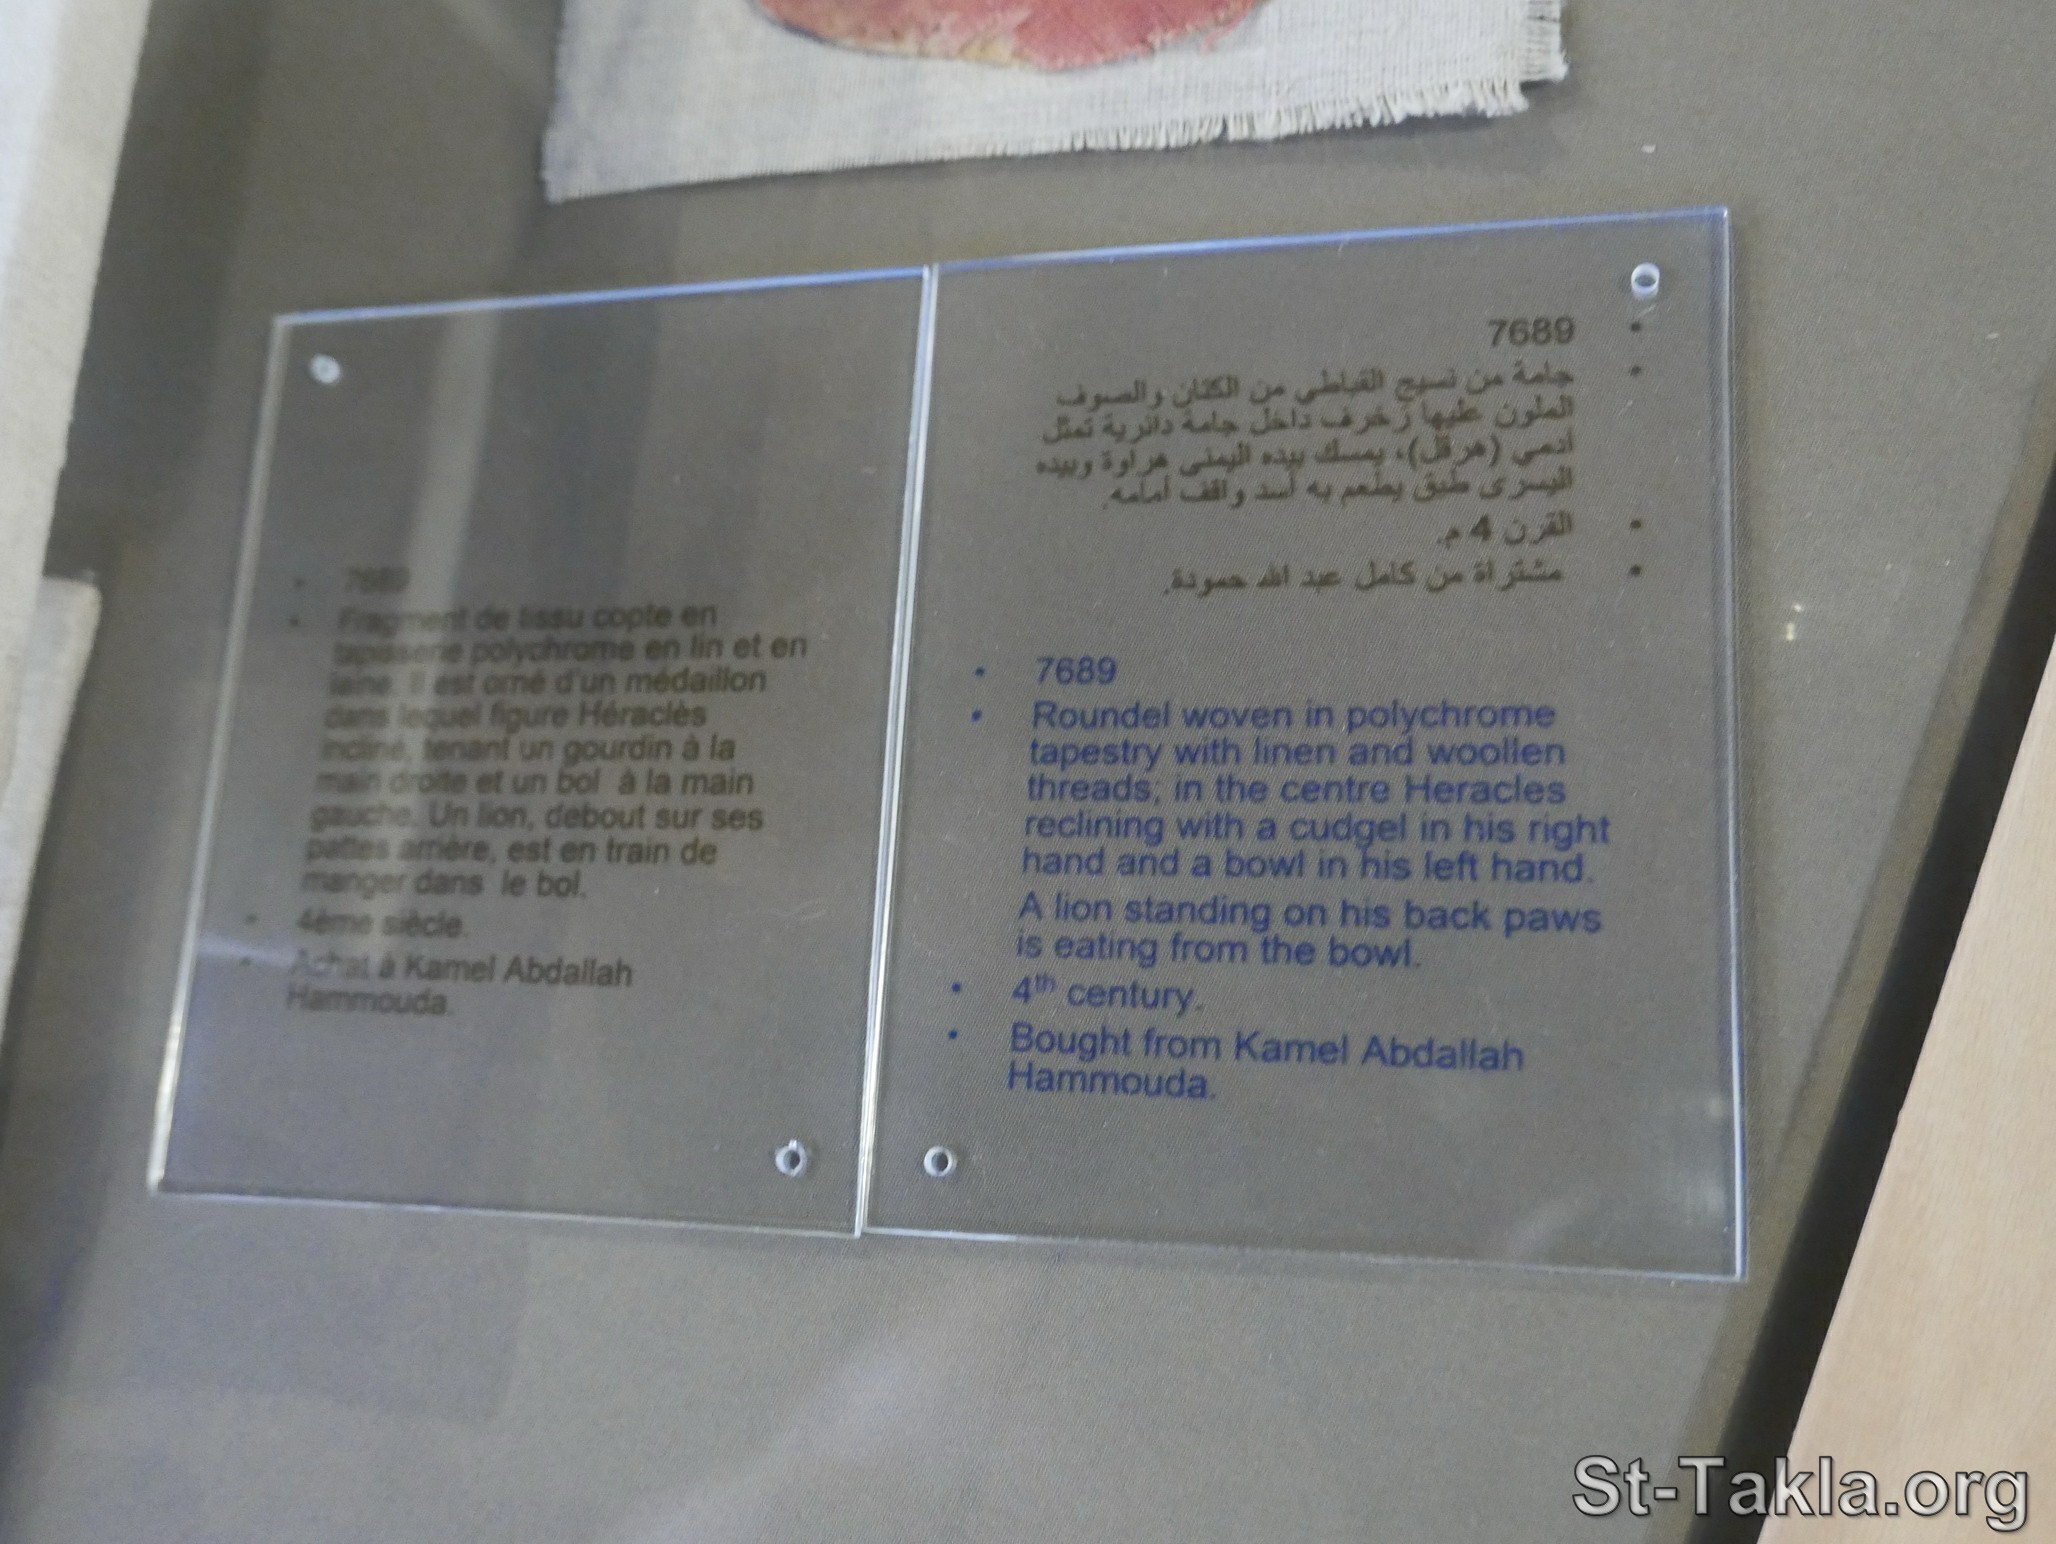 • 7689
• Fragment de tissu copte en
tapisserie polychrome en lin et en
laine. Il est orné d'un médaillon
dans lequel figure Héraclès
incliné, tenant un gourdin à la
main droite et un bol à la main
gauche. Un lion, debout sur ses
pattes arrière, est en train de
manger dans le bol.
• 4ème siècle.
• Achat à Kamel Abdallah
Hammouda.
• 7689
• جامة من نسيج القباطي من الكتان والصوف
الملون عليها زخرف داخل جامة دائرية تمثل
آدمي (هرقل)، يمسك بيده اليمنى هراوة وبيده
اليسرى طبق يطعم به أسد واقف أمامه.
• القرن 4 م.
• مشتراة من كامل عبد الله حمودة.
• 7689
• Roundel woven in polychrome
tapestry with linen and woollen
threads; in the centre Heracles
reclining with a cudgel in his right
hand and a bowl in his left hand.
A lion standing on his back paws
is eating from the bowl.
• 4th century.
• Bought from Kamel Abdallah
Hammouda.
St-Takla.org